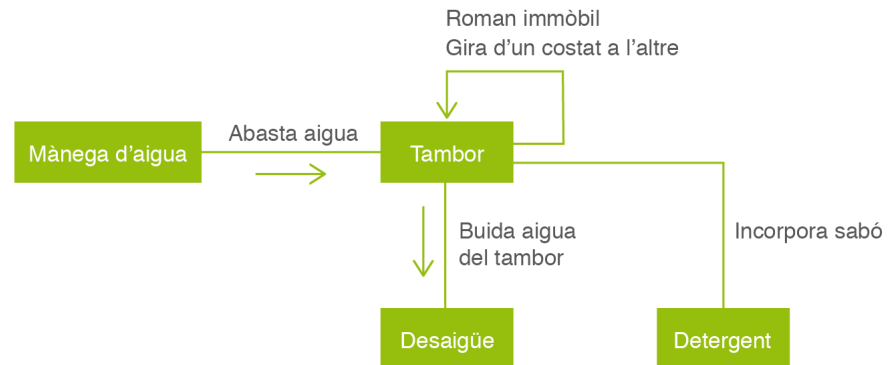 Roman immòbil
Gira d'un costat a l'altre
Mànega d'aigua
Abasta aigua
Tambor
Buida aigua
del tambor
Incorpora sabó
Desaigüe
Detergent